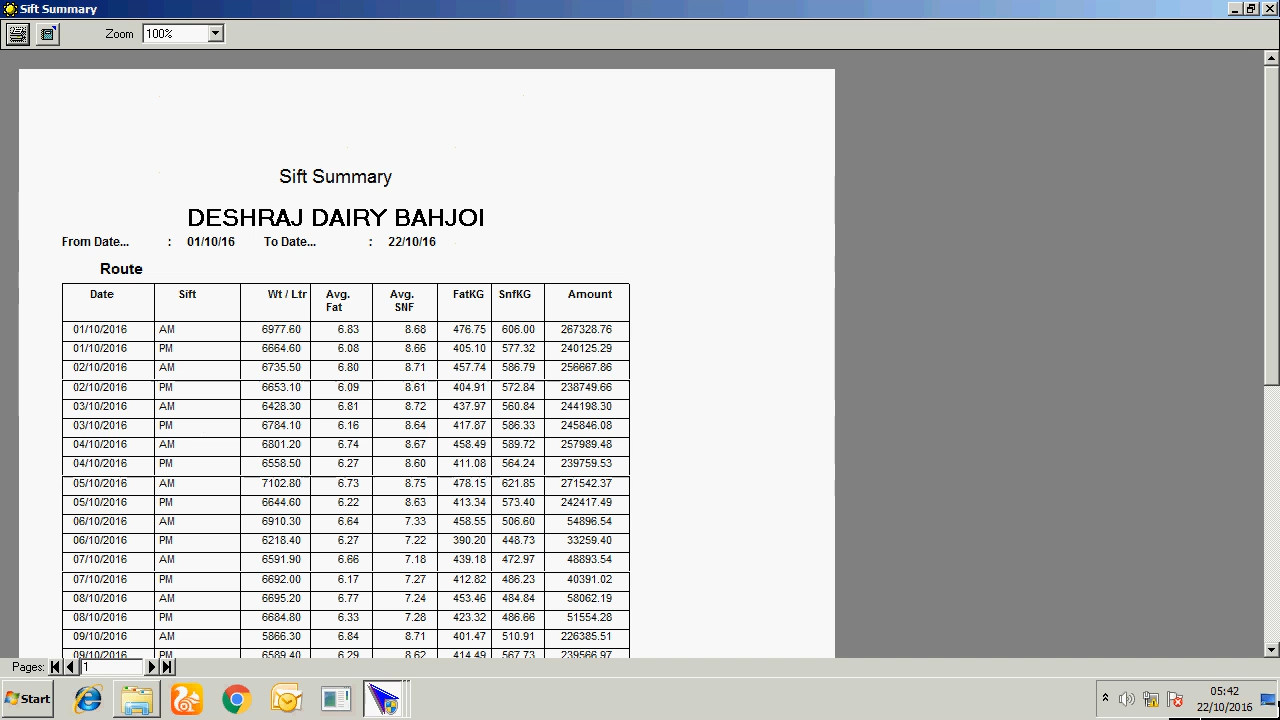 Sift Summary
Zoom 100%
Sift Summary
DESHRAJ DAIRY BAHJOI
From Date... : 01/10/16 To Date... : 22/10/16
Route
Date Sift Wt / Ltr Avg. Fat Avg. SNF FatKG SnfKG Amount
01/10/2016 AM 6977.60 6.83 8.68 476.75 606.00 267328.76
01/10/2016 PM 6664.60 6.08 8.66 405.10 577.32 240125.29
02/10/2016 AM 6735.50 6.80 8.71 457.74 586.79 256667.86
02/10/2016 PM 6653.10 6.09 8.61 404.91 572.84 238749.66
03/10/2016 AM 6428.30 6.81 8.72 437.97 560.84 244198.30
03/10/2016 PM 6784.10 6.16 8.64 417.87 586.33 245846.08
04/10/2016 AM 6801.20 6.74 8.67 458.49 589.72 257989.48
04/10/2016 PM 6558.50 6.27 8.60 411.08 564.24 239759.53
05/10/2016 AM 7102.80 6.73 8.75 478.15 621.85 271542.37
05/10/2016 PM 6644.60 6.22 8.63 413.34 573.40 242417.49
06/10/2016 AM 6910.30 6.64 7.33 458.55 506.60 54896.54
06/10/2016 PM 6218.40 6.27 7.22 390.20 448.73 33259.40
07/10/2016 AM 6591.90 6.66 7.18 439.18 472.97 48893.54
07/10/2016 PM 6692.00 6.17 7.27 412.82 486.23 40391.02
08/10/2016 AM 6695.20 6.77 7.24 453.46 484.84 58062.19
08/10/2016 PM 6684.80 6.33 7.28 423.32 486.66 51554.28
09/10/2016 AM 5866.30 6.84 8.71 401.47 510.91 226385.51
09/10/2016 PM 6589.40 6.29 8.62 414.49 567.73 239566.97
Pages: 1
Start
05:42
22/10/2016